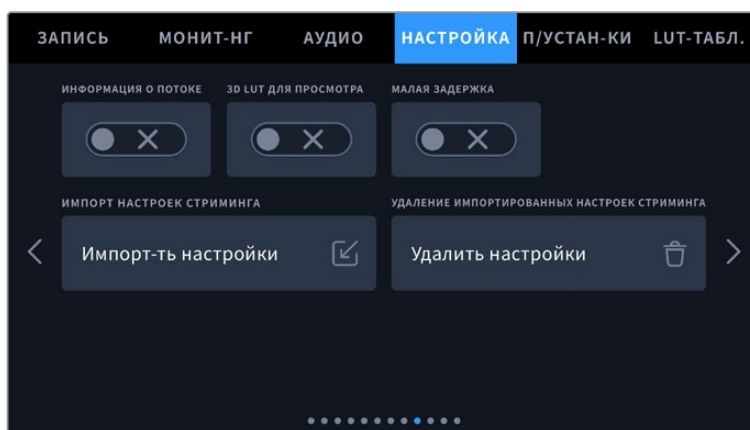 ЗАПИСЬ МОНИТ-НГ АУДИО НАСТРОЙКА П/УСТАН-КИ LUT-ТАБЛ.
ИНФОРМАЦИЯ О ПОТОКЕ 3D LUT ДЛЯ ПРОСМОТРА МАЛАЯ ЗАДЕРЖКА
ИМПОРТ НАСТРОЕК СТРИМИНГА УДАЛЕНИЕ ИМПОРТИРОВАННЫХ НАСТРОЕК СТРИМИНГА
Импорт-ть настройки Удалить настройки